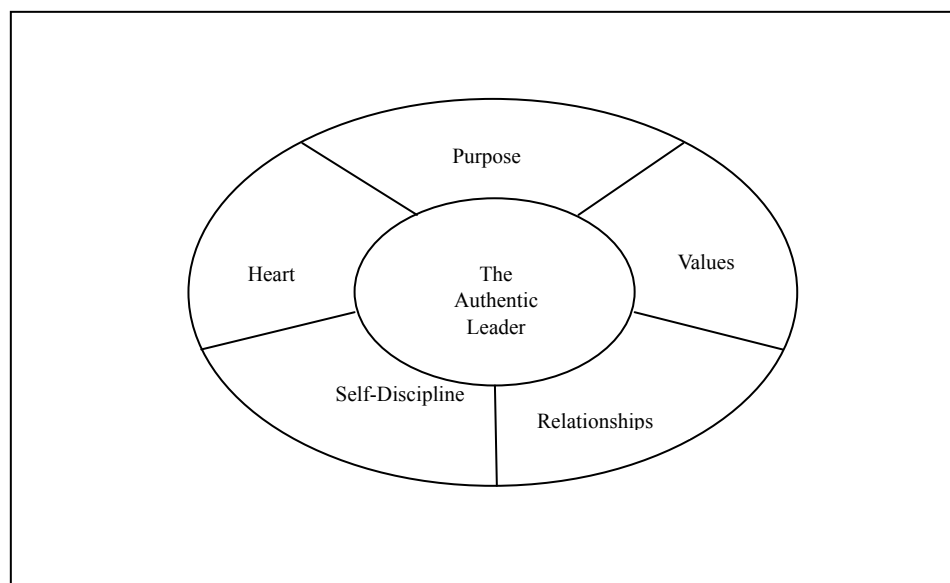 Purpose
Heart
Values
The
Authentic
Leader
Self-Discipline
Relationships